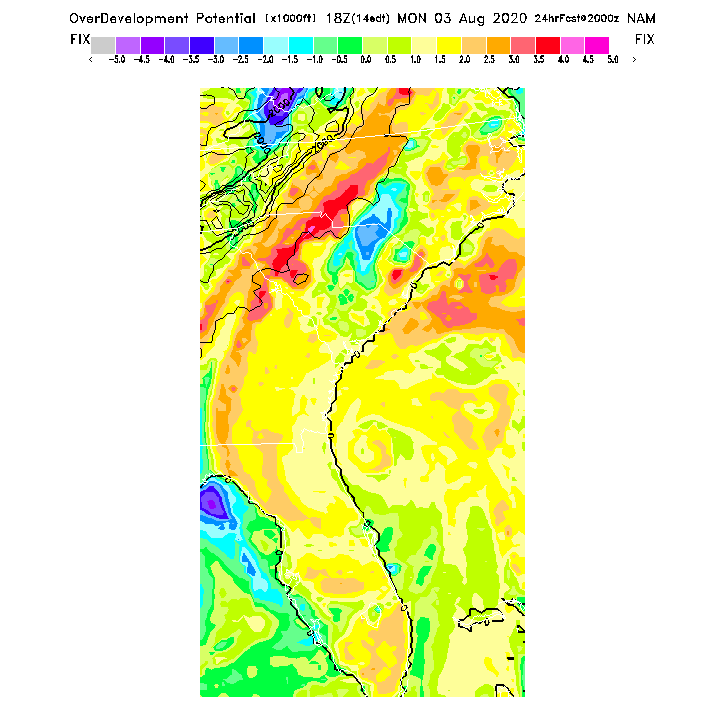 OverDevelopment Potential [x1000ft] 18Z(14edt) MON 03 Aug 2020 24hrFcst@2000z NAM
FIX FIX
< -5.0 -4.5 -4.0 -3.5 -3.0 -2.5 -2.0 -1.5 -1.0 -0.5 0.0 0.5 1.0 1.5 2.0 2.5 3.0 3.5 4.0 4.5 5.0 >